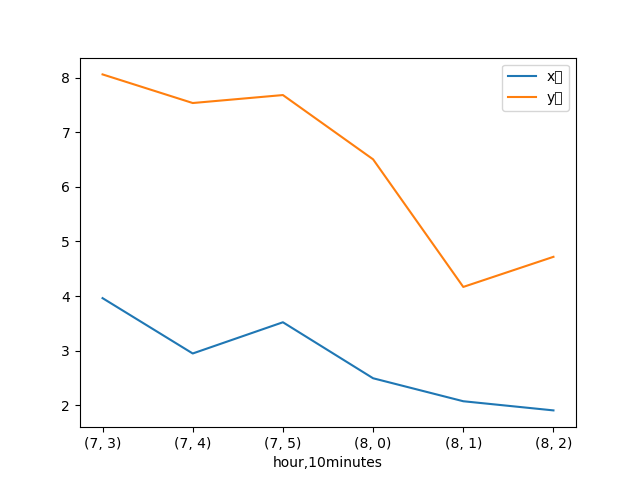 x
y
8
7
6
5
4
3
2
(7, 3) (7, 4) (7, 5) (8, 0) (8, 1) (8, 2)
hour,10minutes